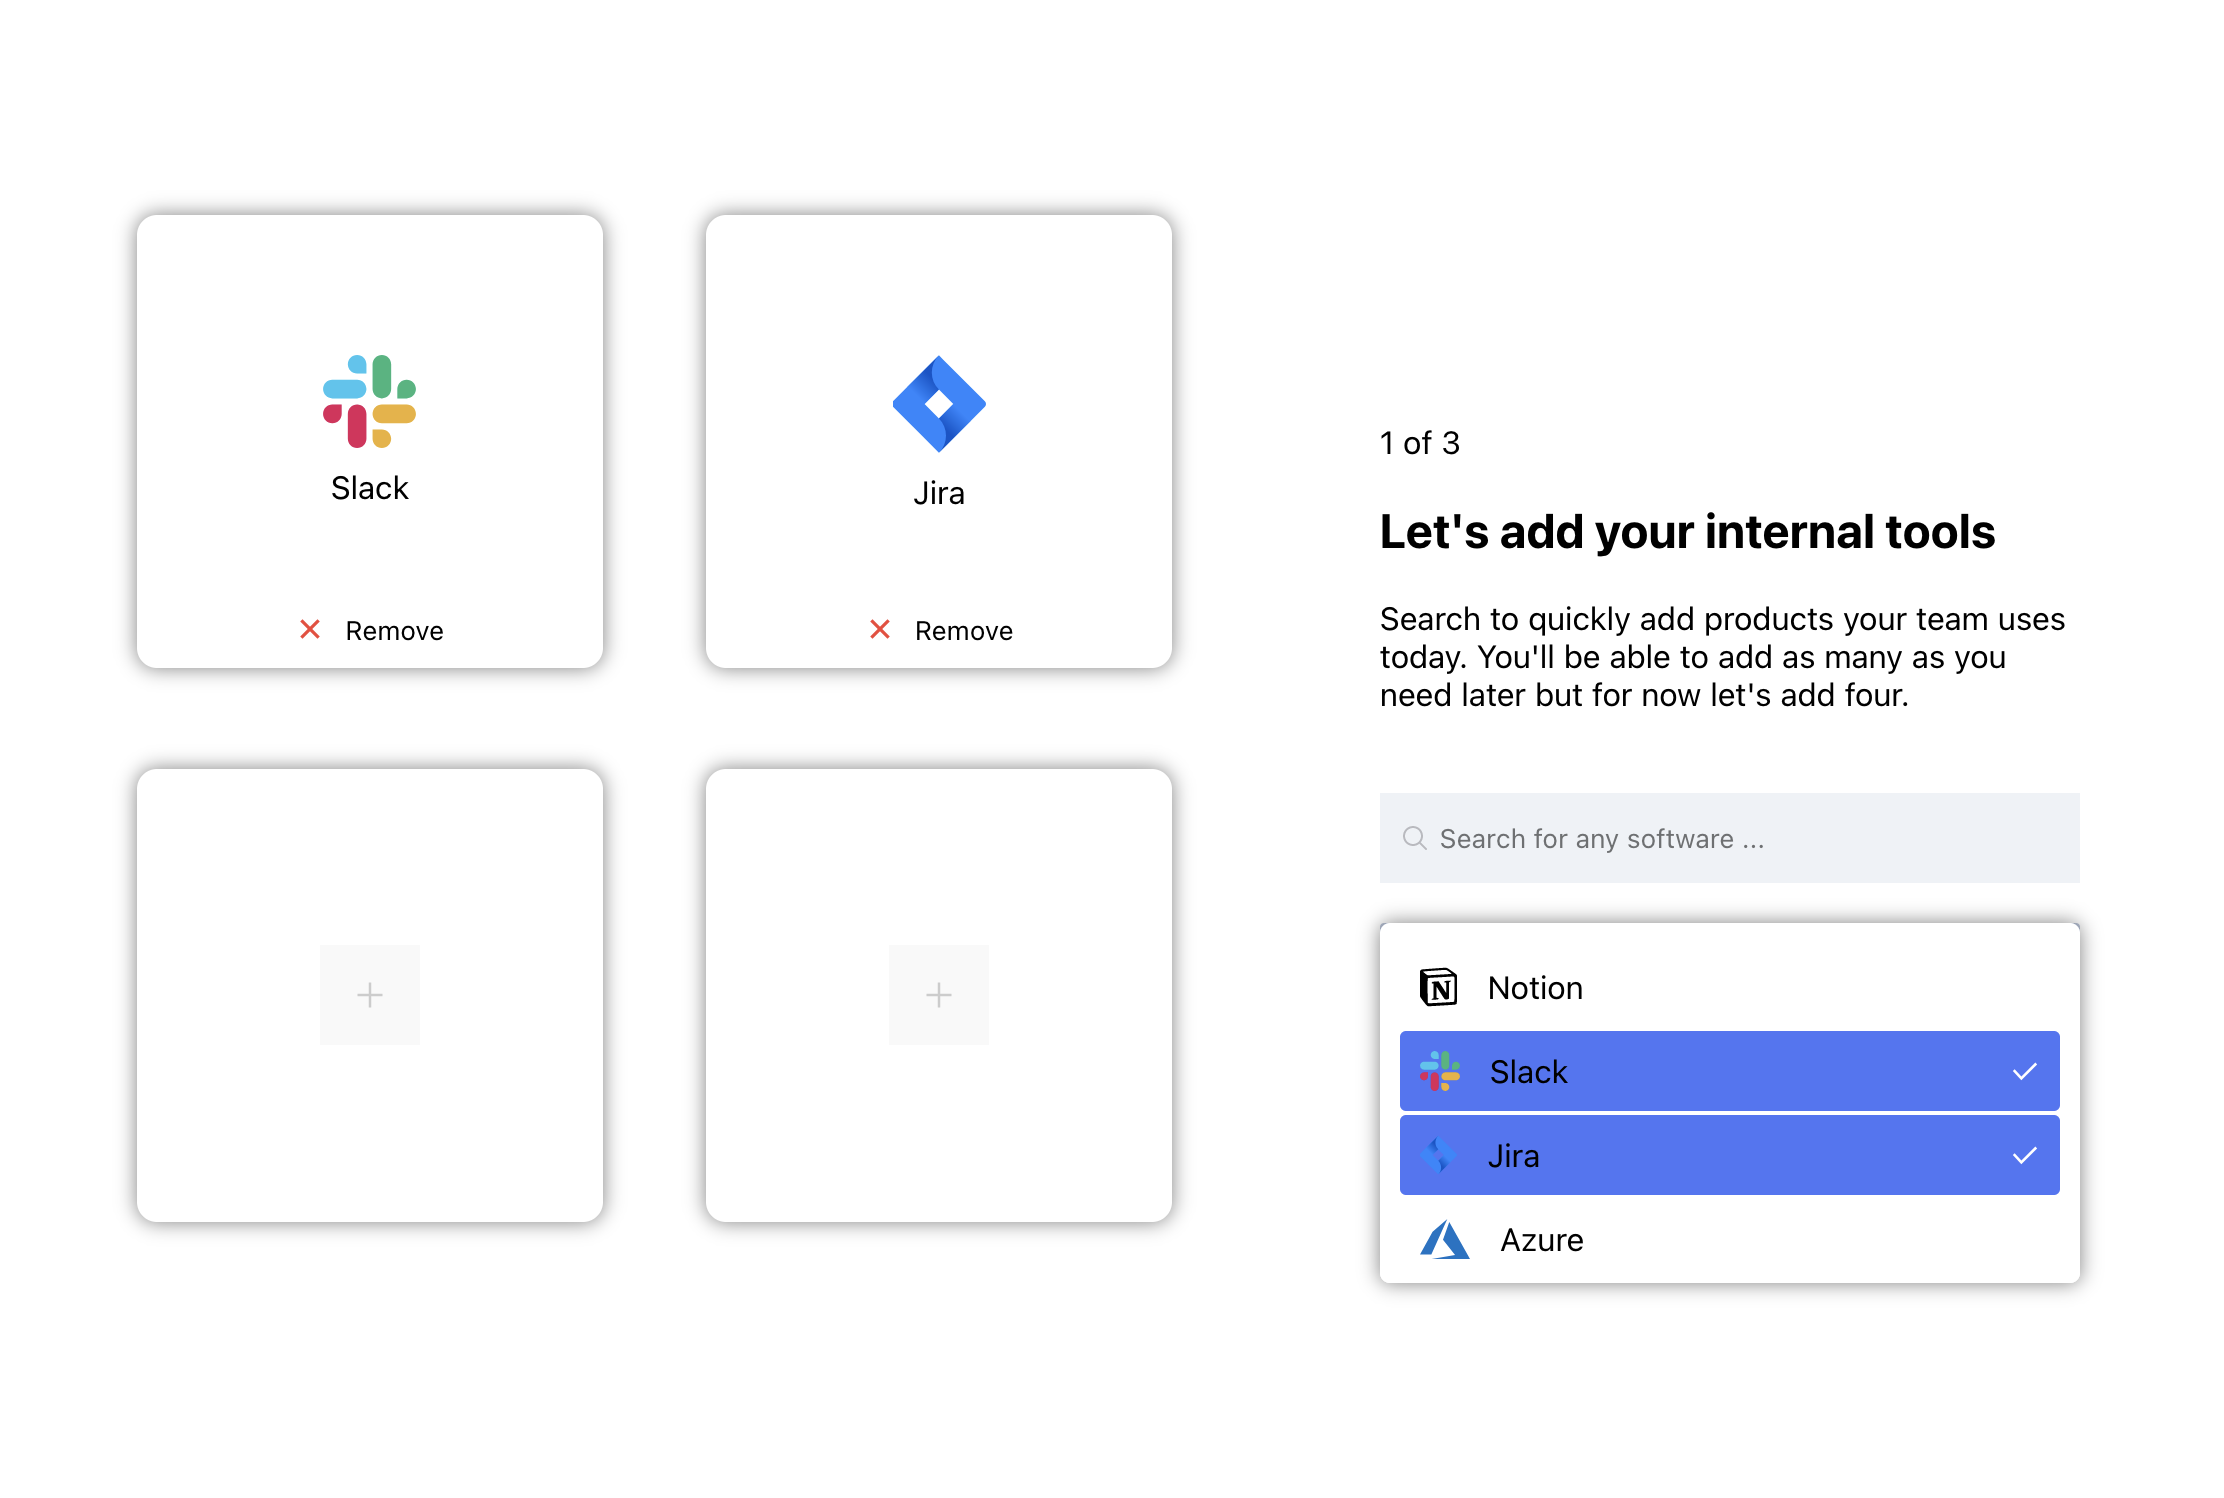 Slack
Jira
Remove
Remove
1 of 3
Let's add your internal tools
Search to quickly add products your team uses
today. You'll be able to add as many as you
need later but for now let's add four.
Search for any software ...
N Notion
Slack
Jira
Azure